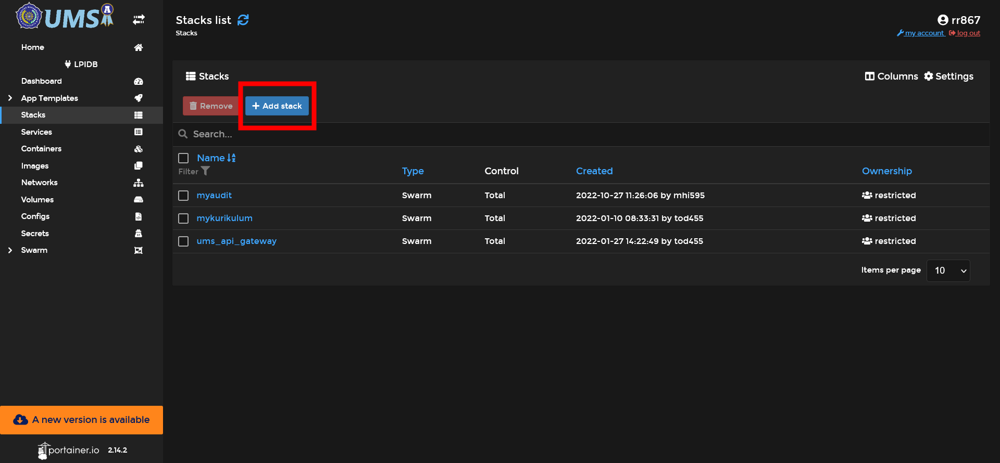 UMS A
Home
LPIDB
Dashboard
App Templates
Stacks
Services
Containers
Images
Networks
Volumes
Configs
Secrets
Swarm
A new version is available
portainer.io 2.14.2
Stacks list
Stacks
rr867
my account log out
Stacks
Columns Settings
Remove + Add stack
Search...
Name
Filter Type Control Created Ownership
myaudit Swarm Total 2022-10-27 11:26:06 by mhi595 restricted
mykurikulum Swarm Total 2022-01-10 08:33:31 by tod455 restricted
ums_api_gateway Swarm Total 2022-01-27 14:22:49 by tod455 restricted
Items per page 10